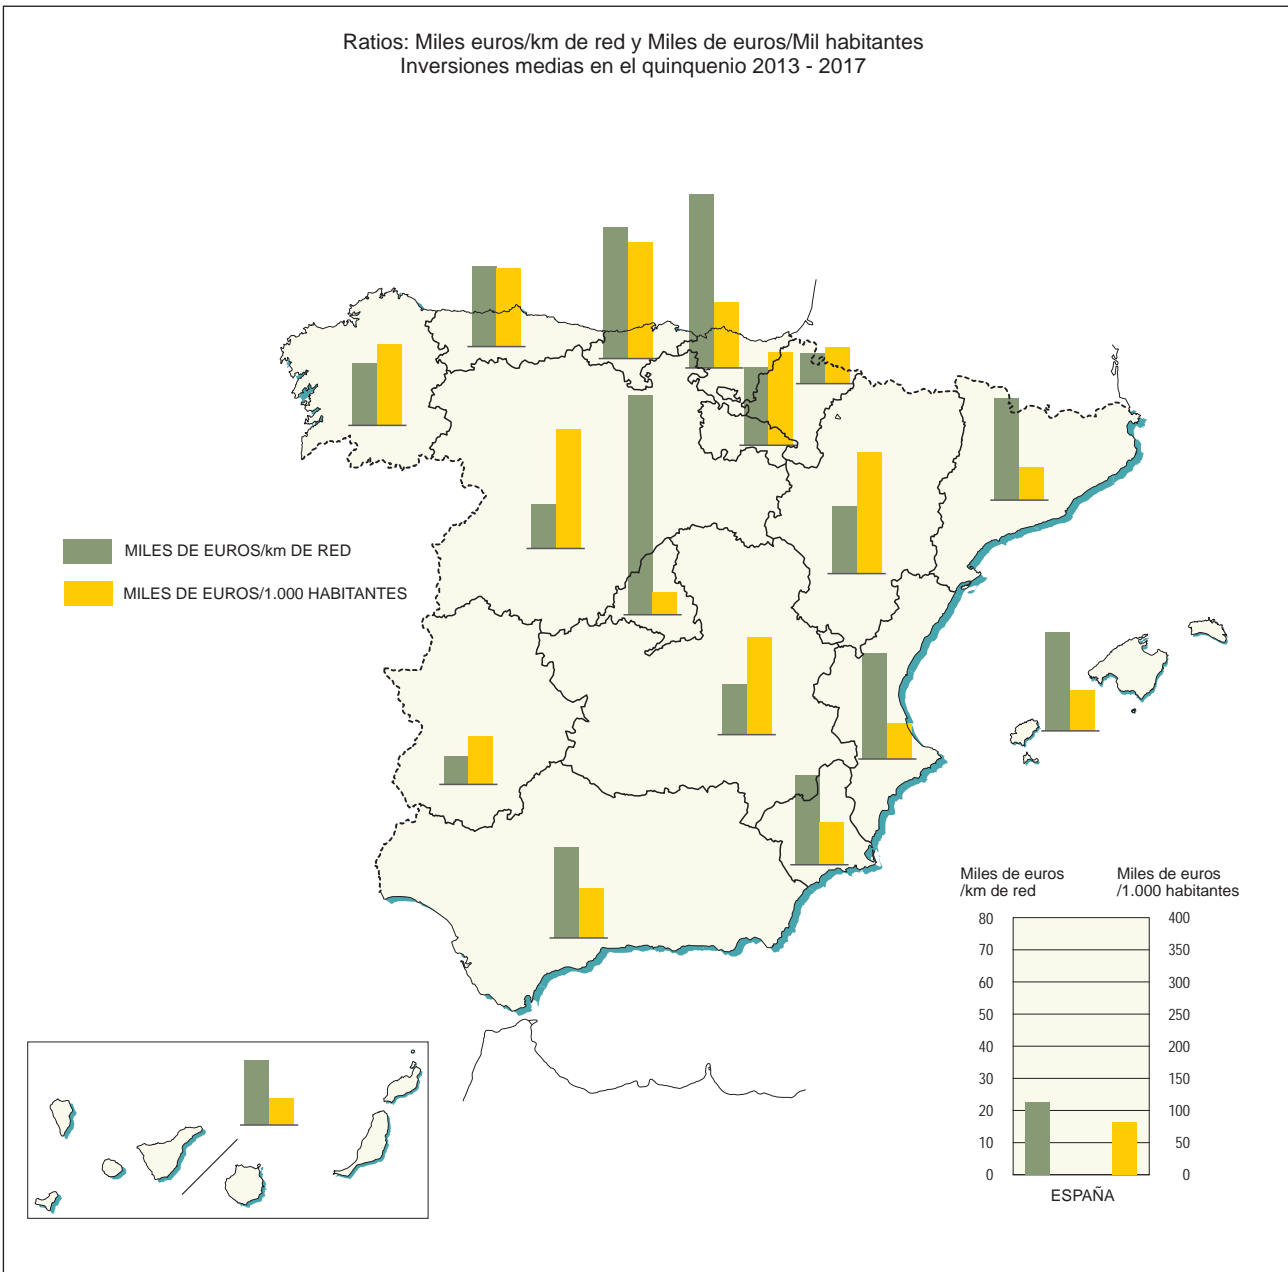 Ratios: Miles euros/km de red y Miles de euros/Mil habitantes
Inversiones medias en el quinquenio 2013 - 2017
MILES DE EUROS/km DE RED
MILES DE EUROS/1.000 HABITANTES
Miles de euros
/km de red
Miles de euros
/1.000 habitantes
80 400
70 350
60 300
50 250
40 200
30 150
20 100
10 50
0 0
ESPAÑA